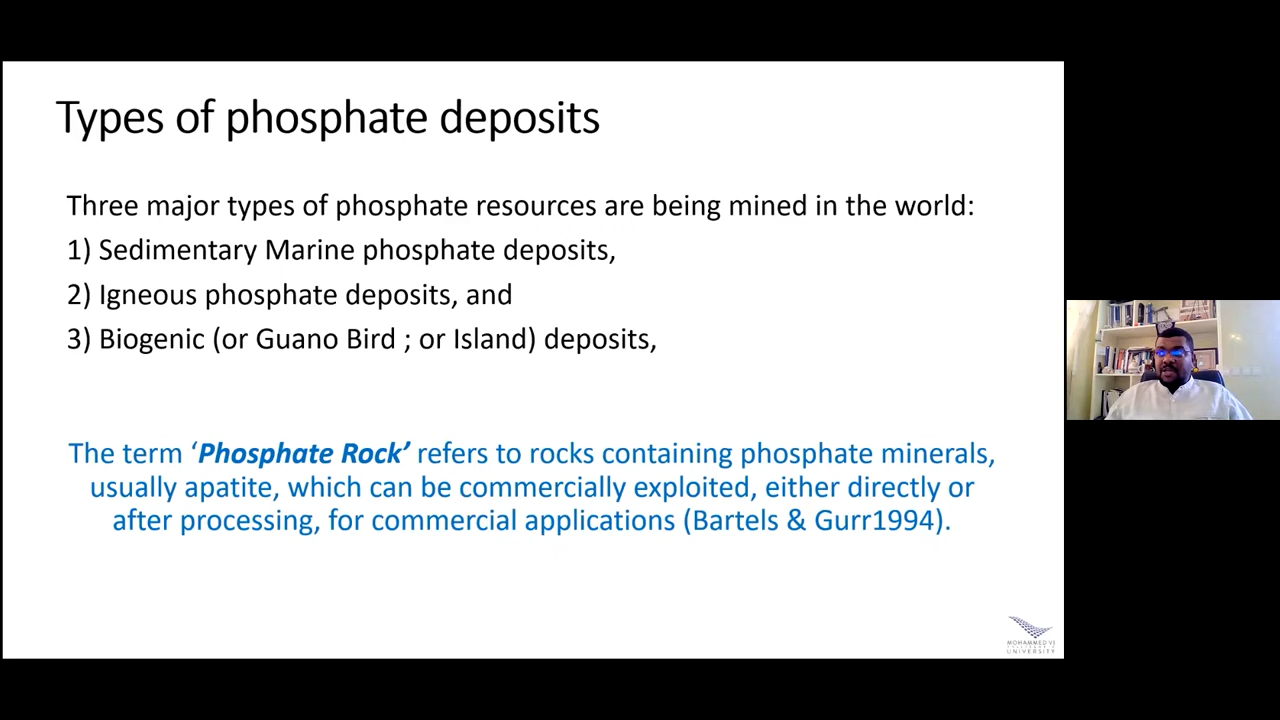 Types of phosphate deposits
Three major types of phosphate resources are being mined in the world:
1) Sedimentary Marine phosphate deposits,
2) Igneous phosphate deposits, and
3) Biogenic (or Guano Bird ; or Island) deposits,
The term ‘Phosphate Rock’ refers to rocks containing phosphate minerals,
usually apatite, which can be commercially exploited, either directly or
after processing, for commercial applications (Bartels & Gurr1994).
MOHAMMED VI
UNIVERSITY